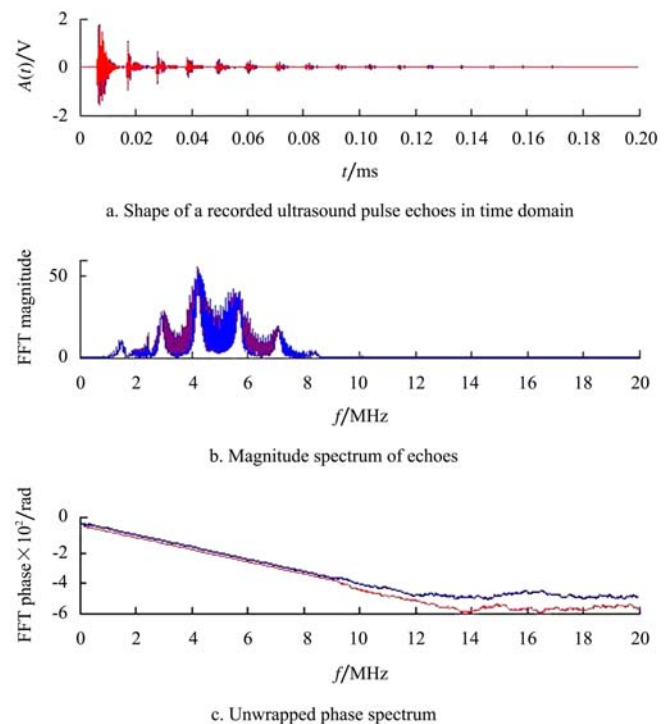 2
A(t)/V
0
-2
0 0.02 0.04 0.06 0.08 0.10 0.12 0.14 0.16 0.18 0.20
t/ms
a. Shape of a recorded ultrasound pulse echoes in time domain
FFT magnitude
50
0
0 2 4 6 8 10 12 14 16 18 20
f/MHz
b. Magnitude spectrum of echoes
FFT phase×10²/rad
0
-2
-4
-6
0 2 4 6 8 10 12 14 16 18 20
f/MHz
c. Unwrapped phase spectrum